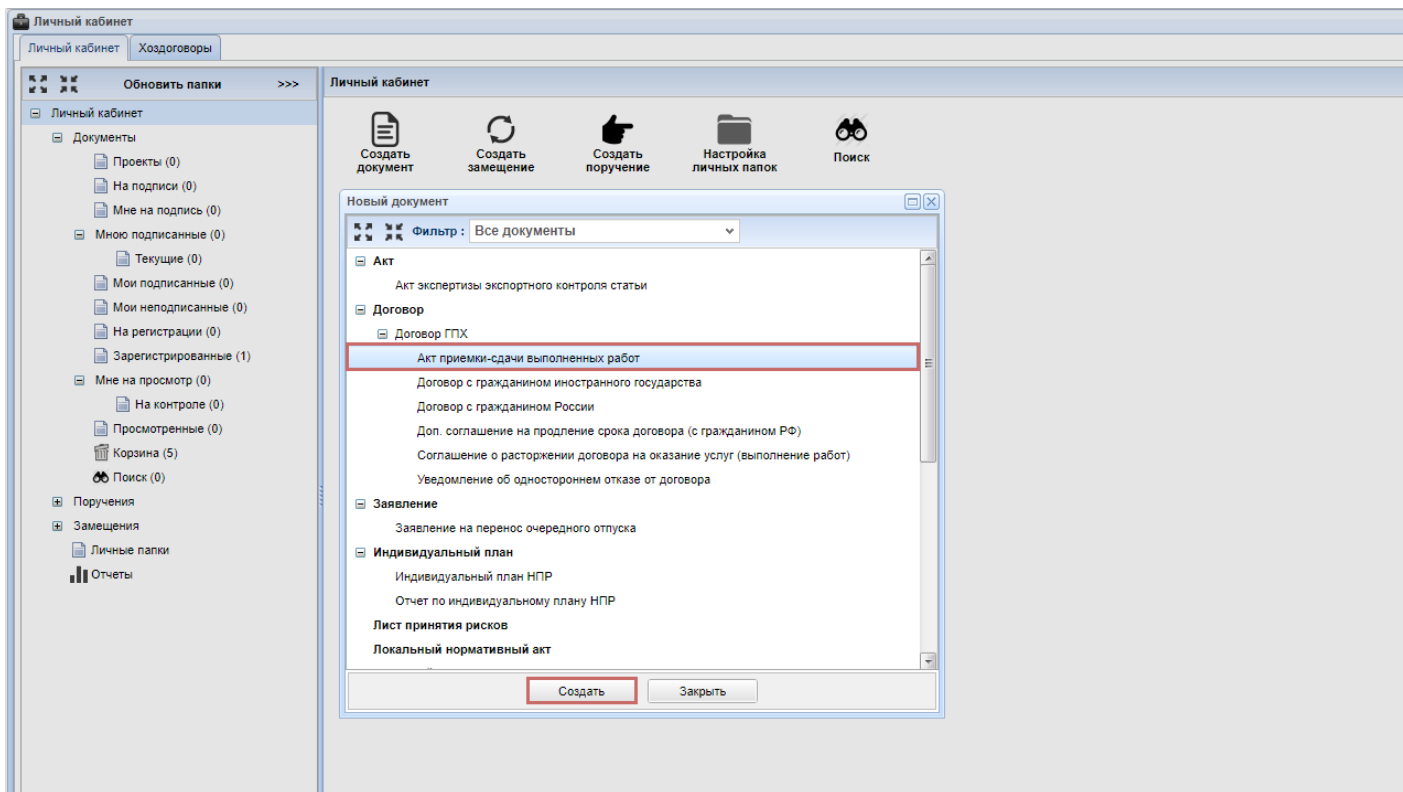 Личный кабинет
Личный кабинет
Хоздоговоры
Обновить папки >>>
Личный кабинет
Документы
Проекты (0)
На подписи (0)
Мне на подпись (0)
Мною подписанные (0)
Текущие (0)
Мои подписанные (0)
Мои неподписанные (0)
На регистрации (0)
Зарегистрированные (1)
Мне на просмотр (0)
На контроле (0)
Просмотренные (0)
Корзина (5)
Поиск (0)
Поручения
Замещения
Личные папки
Отчеты
Личный кабинет
Создать
документ
Создать
замещение
Создать
поручение
Настройка
личных папок
Поиск
Новый документ
Фильтр : Все документы
Акт
Акт экспертизы экспортного контроля статьи
Договор
Договор ГПХ
Акт приемки-сдачи выполненных работ
Договор с гражданином иностранного государства
Договор с гражданином России
Доп. соглашение на продление срока договора (с гражданином РФ)
Соглашение о расторжении договора на оказание услуг (выполнение работ)
Уведомление об одностороннем отказе от договора
Заявление
Заявление на перенос очередного отпуска
Индивидуальный план
Индивидуальный план НПР
Отчет по индивидуальному плану НПР
Лист принятия рисков
Локальный нормативный акт
Создать
Закрыть